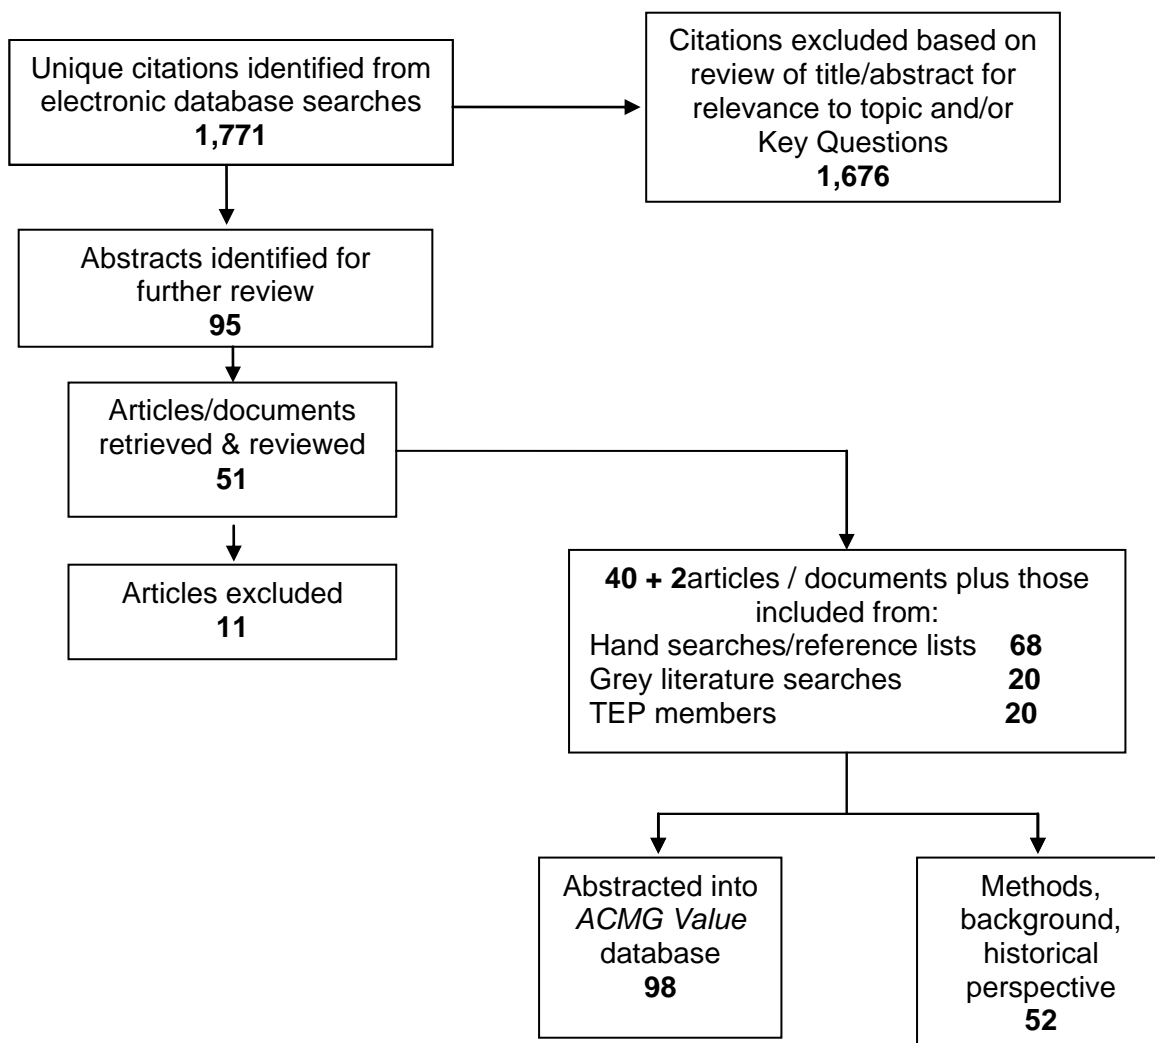 Unique citations identified from
electronic database searches
1,771
Citations excluded based on
review of title/abstract for
relevance to topic and/or
Key Questions
1,676
Abstracts identified for
further review
95
Articles/documents
retrieved & reviewed
51
Articles excluded
11
40 + 2articles / documents plus those
included from:
Hand searches/reference lists 68
Grey literature searches 20
TEP members 20
Abstracted into
ACMG Value
database
98
Methods,
background,
historical
perspective
52